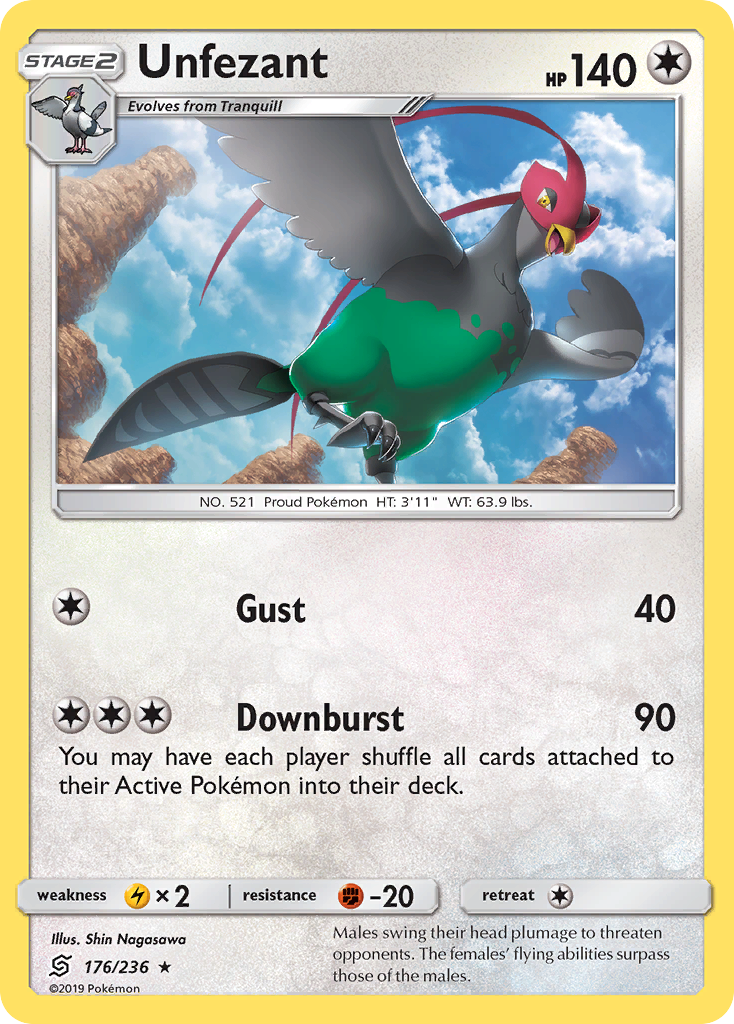 STAGE2
Unfezant
HP 140
Evolves from Tranquill
NO. 521 Proud Pokémon HT: 3'11" WT: 63.9 lbs.
Gust 40
Downburst 90
You may have each player shuffle all cards attached to
their Active Pokémon into their deck.
weakness ×2 resistance -20 retreat
Illus. Shin Nagasawa
176/236 ★
©2019 Pokémon
Males swing their head plumage to threaten
opponents. The females' flying abilities surpass
those of the males.